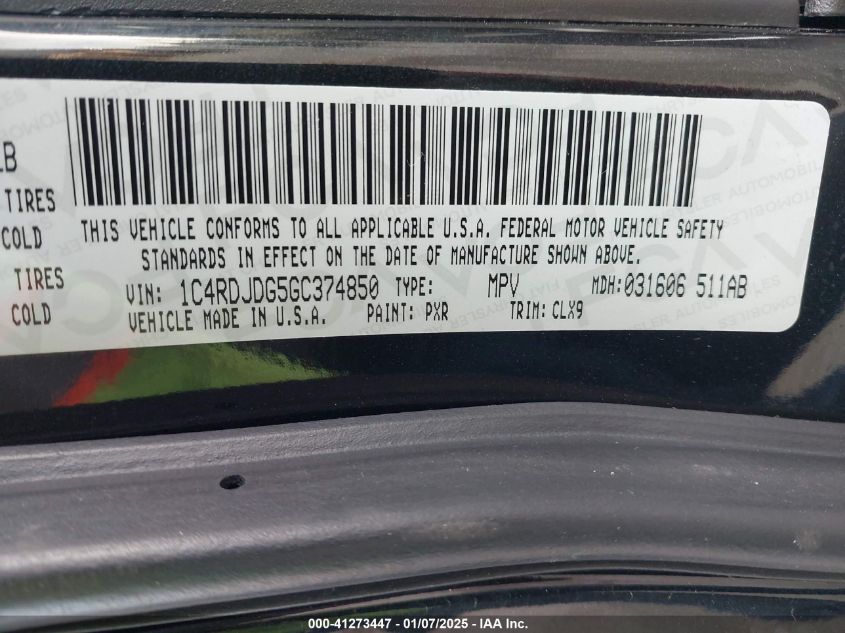 LB
TIRES
COLD
TIRES
COLD
THIS VEHICLE CONFORMS TO ALL APPLICABLE U.S.A. FEDERAL MOTOR VEHICLE SAFETY
STANDARDS IN EFFECT ON THE DATE OF MANUFACTURE SHOWN ABOVE.
VIN: 1C4RDJDG5GC374850 TYPE: MPV MDH:031606 511AB
VEHICLE MADE IN U.S.A. PAINT: PXR TRIM: CLX9
000-41273447 - 01/07/2025 - IAA Inc.